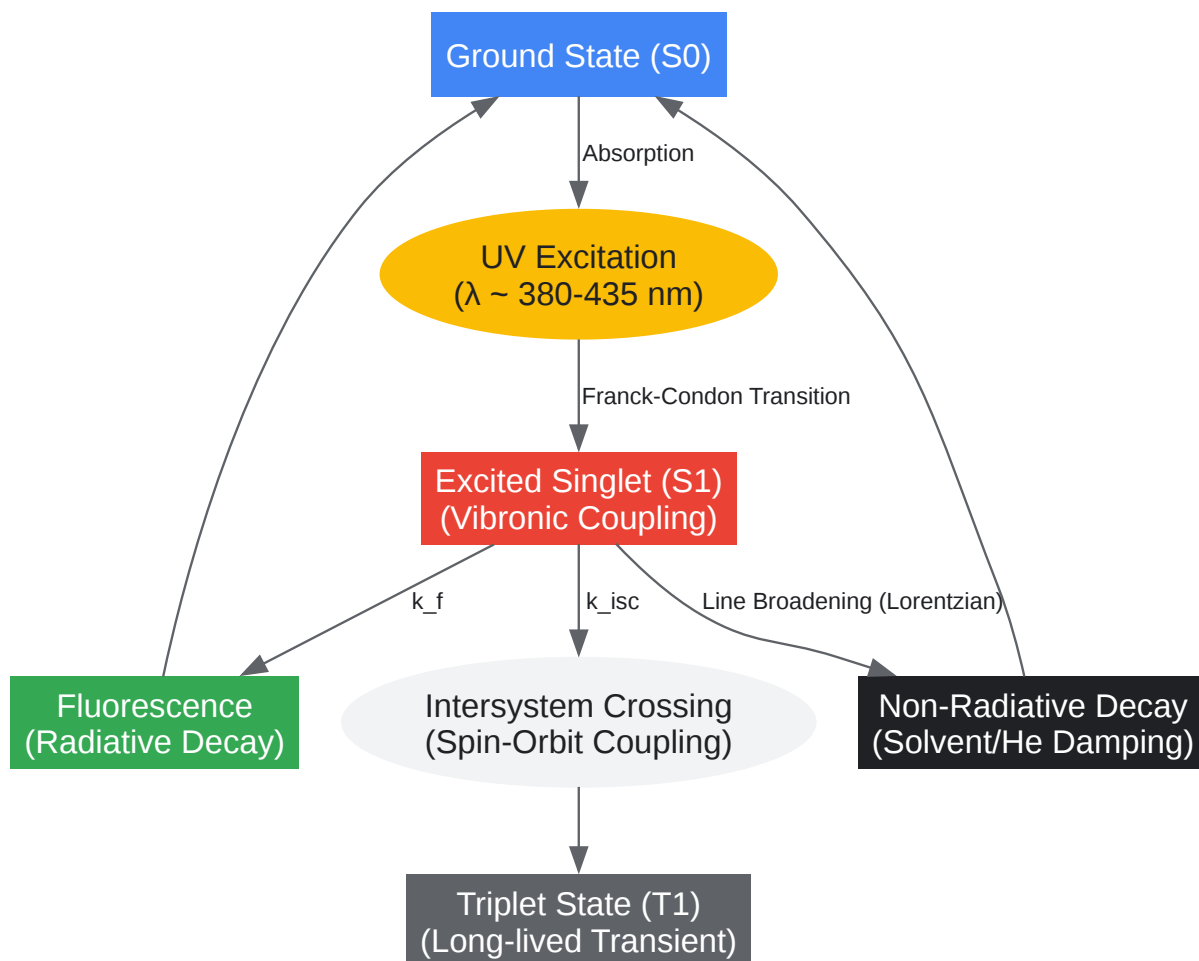 Ground State (S0)
Absorption
UV Excitation
(λ ~ 380-435 nm)
Franck-Condon Transition
Excited Singlet (S1)
(Vibronic Coupling)
k_f
k_isc
Line Broadening (Lorentzian)
Fluorescence
(Radiative Decay)
Intersystem Crossing
(Spin-Orbit Coupling)
Non-Radiative Decay
(Solvent/He Damping)
Triplet State (T1)
(Long-lived Transient)